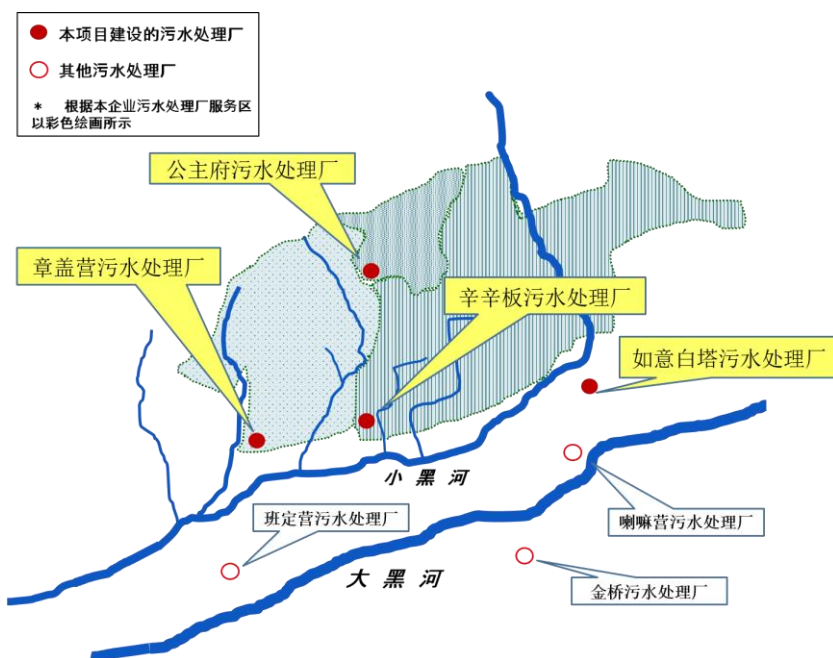 本项目建设的污水处理厂
其他污水处理厂
* 根据本企业污水处理厂服务区
以彩色绘画所示
公主府污水处理厂
章盖营污水处理厂
辛辛板污水处理厂
如意白塔污水处理厂
小黑河
班定营污水处理厂
喇嘛营污水处理厂
大黑河
金桥污水处理厂